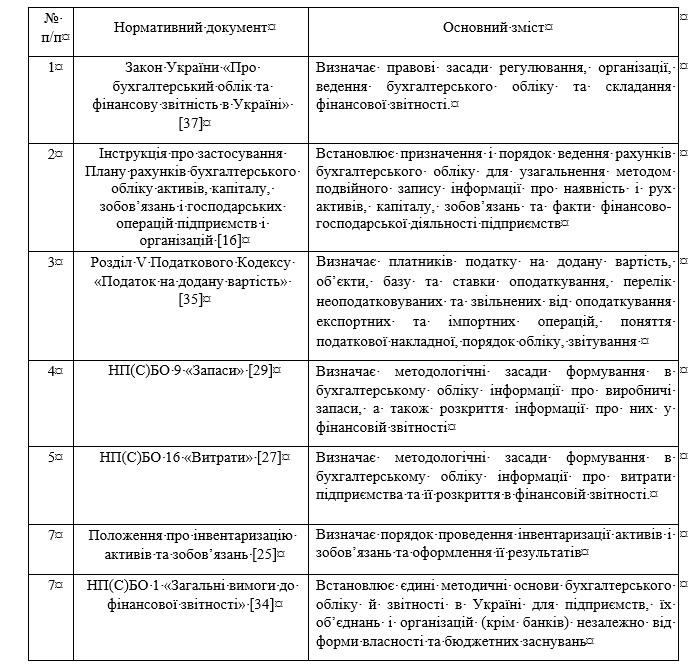 № п/п¤ Нормативний·документ¤ Основний·зміст¤ ¤
1¤ Закон·України·«Про·бухгалтерський·облік·та·фінансову·звітність·в·Україні»·[37]¤ Визначає· правові· засади· регулювання,· організації,· ведення· бухгалтерського· обліку· та· складання· фінансової·звітності.¤ ¤
2¤ Інструкція·про·застосування·Плану·рахунків·бухгалтерського·обліку·активів,·капіталу,·зобов’язань·і·господарських·операцій·підприємств·і·організацій·[16]¤ Встановлює·призначення·і·порядок·ведення·рахунків·бухгалтерського· обліку· для· узагальнення· методом· подвійного· запису· інформації· про· наявність· і· рух· активів,· капіталу,· зобов’язань· та· факти· фінансово-господарської·діяльності·підприємств¤ ¤
3¤ Розділ·V·Податкового·Кодексу·«Податок·на·додану·вартість»·[35]¤ Визначає· платників· податку· на· додану· вартість,· об’єкти,· базу· та· ставки· оподаткування,· перелік· неоподатковуваних· та· звільнених· від· оподаткування· експортних· та· імпортних· операцій,· поняття· податкової·накладної,·порядок·обліку,·звітування·¤ ¤
4¤ НП(С)БО·9·«Запаси»·[29]¤ Визначає· методологічні· засади· формування· в· бухгалтерському· обліку· інформації· про· виробничі· запаси,· а· також· розкриття· інформації· про· них· у· фінансовій·звітності¤ ¤
5¤ НП(С)БО·16·«Витрати»·[27]¤ Визначає· методологічні· засади· формування· в· бухгалтерському· обліку· інформації· про· витрати· підприємства·та·її·розкриття·в·фінансовій·звітності.¤ ¤
7¤ Положення·про·інвентаризацію·активів·та·зобов’язань·[25]¤ Визначає·порядок·проведення·інвентаризації·активів·і·зобов’язань·та·оформлення·її·результатів¤ ¤
7¤ НП(С)БО·1·«Загальні·вимоги·до·фінансової·звітності»·[34]¤ Встановлює·єдині·методичні·основи·бухгалтерського·обліку· й· звітності· в· Україні· для· підприємств,· їх· об’єднань· і· організацій· (крім· банків)· незалежно· від· форми·власності·та·бюджетних·заснувань¤ ¤